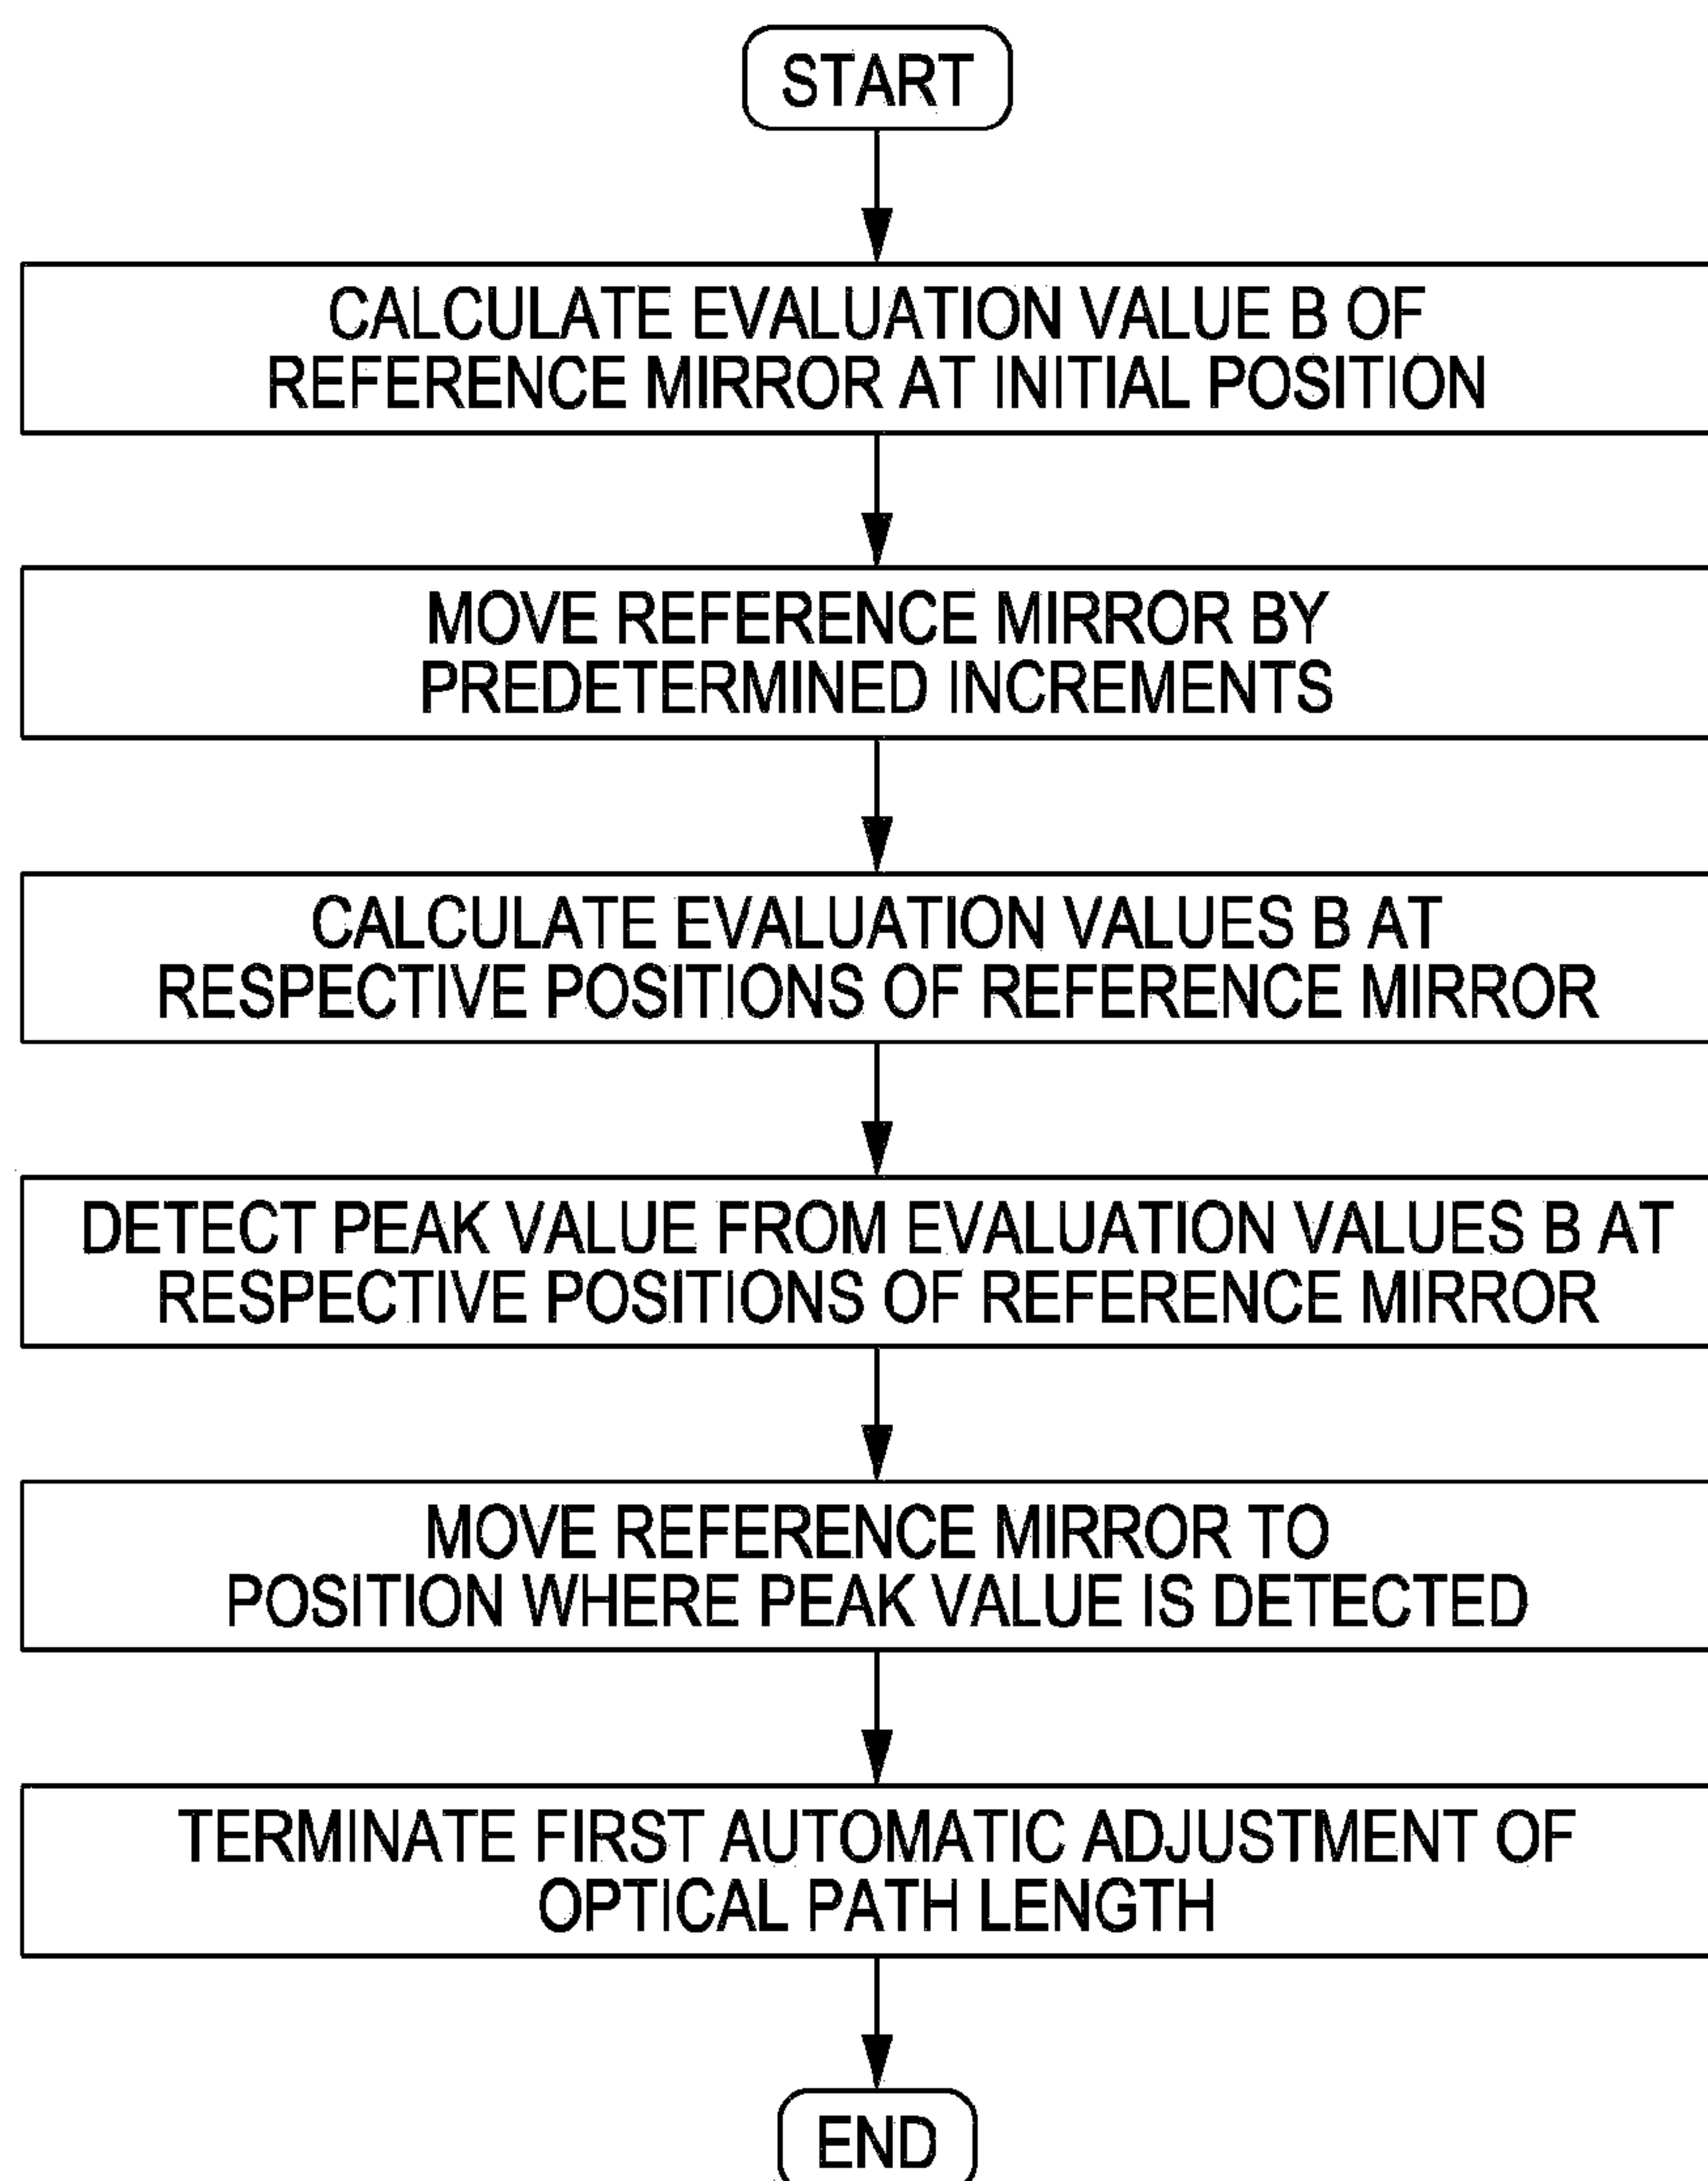 START
CALCULATE EVALUATION VALUE B OF
REFERENCE MIRROR AT INITIAL POSITION
MOVE REFERENCE MIRROR BY
PREDETERMINED INCREMENTS
CALCULATE EVALUATION VALUES B AT
RESPECTIVE POSITIONS OF REFERENCE MIRROR
DETECT PEAK VALUE FROM EVALUATION VALUES B AT
RESPECTIVE POSITIONS OF REFERENCE MIRROR
MOVE REFERENCE MIRROR TO
POSITION WHERE PEAK VALUE IS DETECTED
TERMINATE FIRST AUTOMATIC ADJUSTMENT OF
OPTICAL PATH LENGTH
END